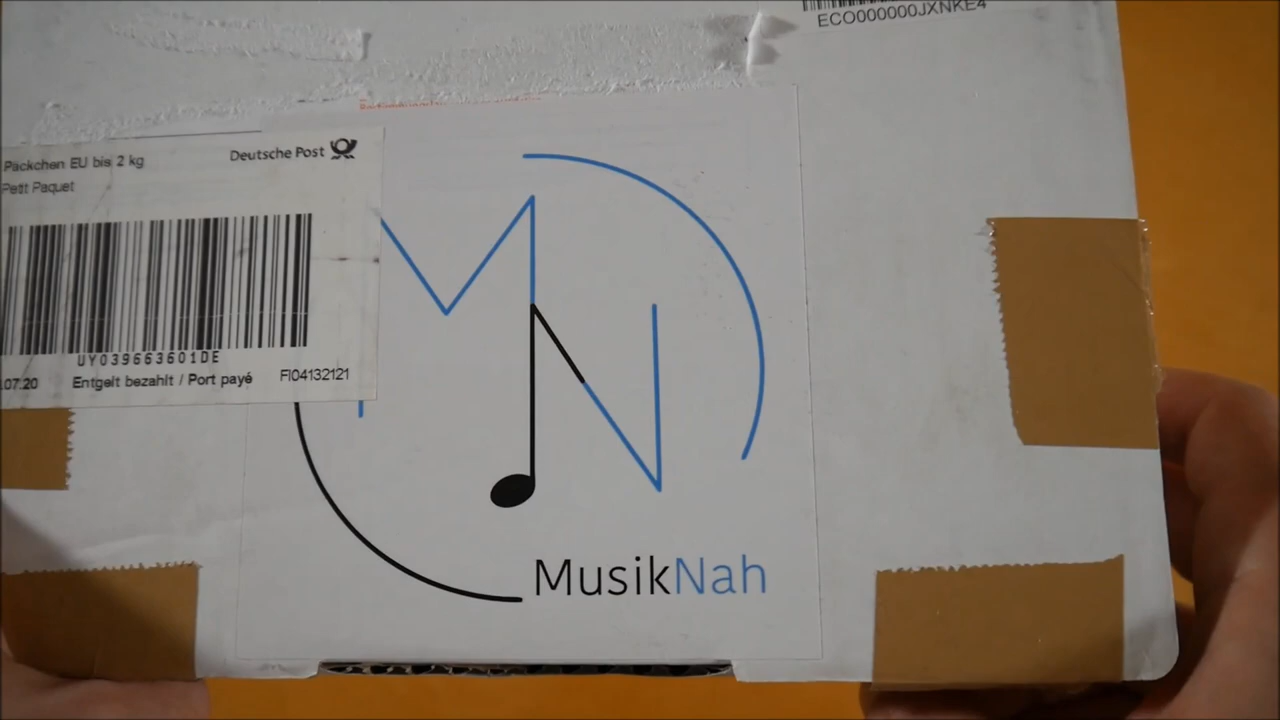 ECO000000JXNKE4
Päckchen EU bis 2 kg
Deutsche Post
Petit Paquet
UY039663601DE
.07.20 Entgelt bezahlt / Port payé FI04132121
MN
MusikNah